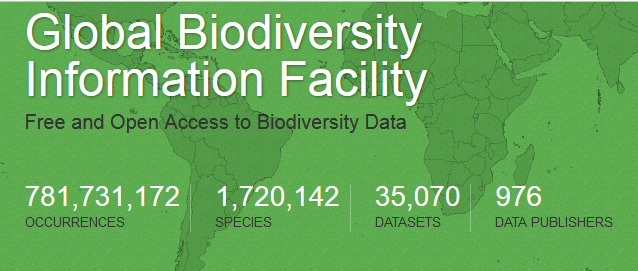 Global Biodiversity
Information Facility
Free and Open Access to Biodiversity Data
781,731,172 1,720,142 35,070 976
OCCURRENCES SPECIES DATASETS DATA PUBLISHERS